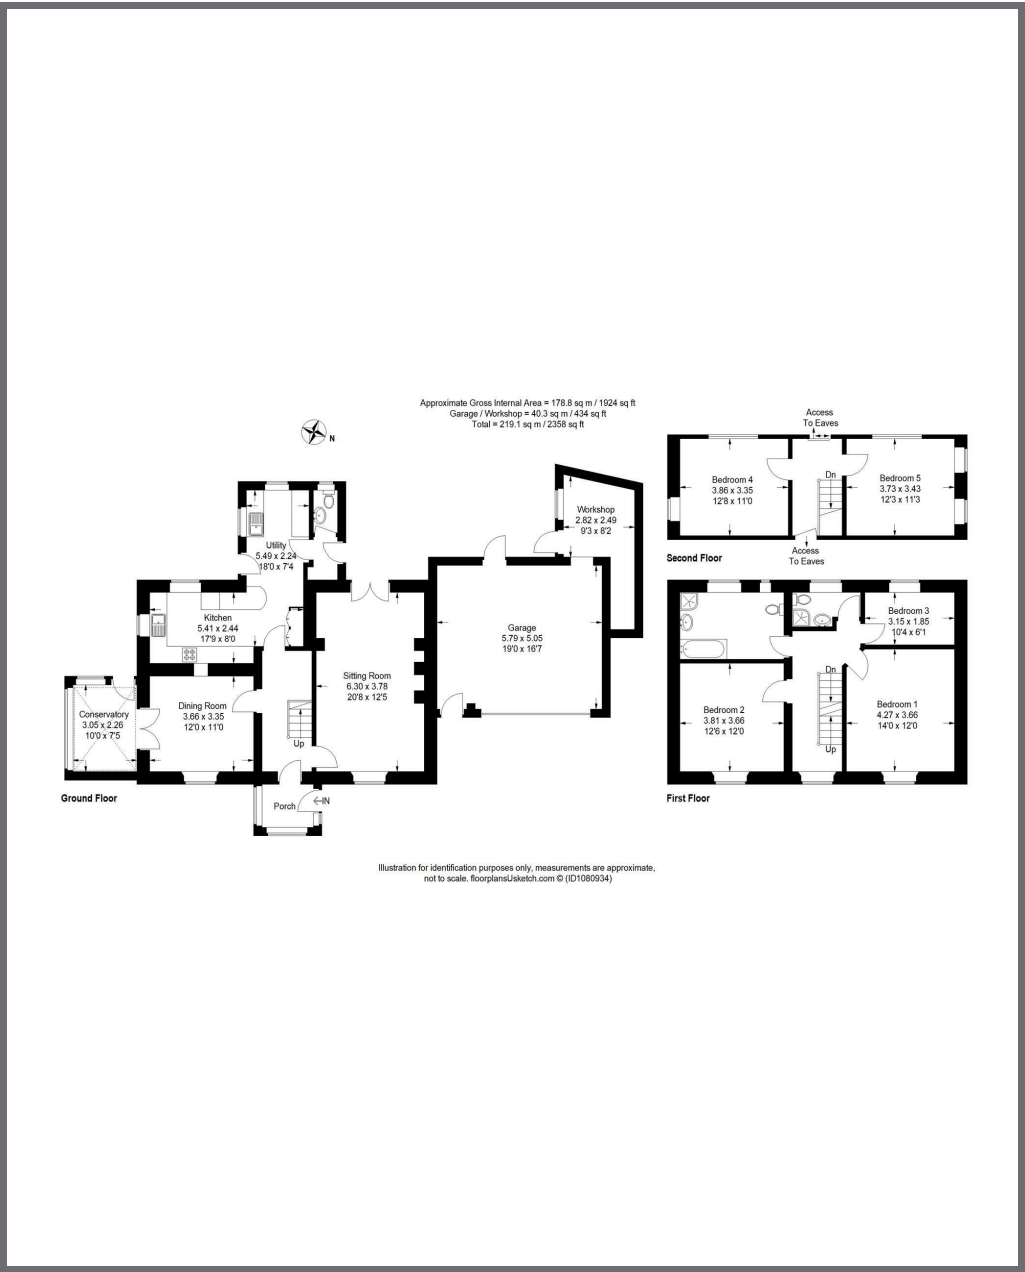 Approximate Gross Internal Area = 178.8 sq m / 1924 sq ft
Garage / Workshop = 40.3 sq m / 434 sq ft
Total = 219.1 sq m / 2358 sq ft
N
Workshop
2.82 x 2.49
9'3 x 8'2
Utility
5.49 x 2.24
18'0 x 7'4
Kitchen
5.41 x 2.44
17'9 x 8'0
Garage
5.79 x 5.05
19'0 x 16'7
Sitting Room
6.30 x 3.78
20'8 x 12'5
Dining Room
3.66 x 3.35
12'0 x 11'0
Conservatory
3.05 x 2.26
10'0 x 7'5
Up
Porch
IN
Ground Floor
Access
To Eaves
Bedroom 4
3.86 x 3.35
12'8 x 11'0
Dn
Bedroom 5
3.73 x 3.43
12'3 x 11'3
Second Floor
Access
To Eaves
Bedroom 3
3.15 x 1.85
10'4 x 6'1
Dn
Bedroom 2
3.81 x 3.66
12'6 x 12'0
Bedroom 1
4.27 x 3.66
14'0 x 12'0
Up
First Floor
Illustration for identification purposes only, measurements are approximate,
not to scale. floorplansUsketch.com © (ID1080934)